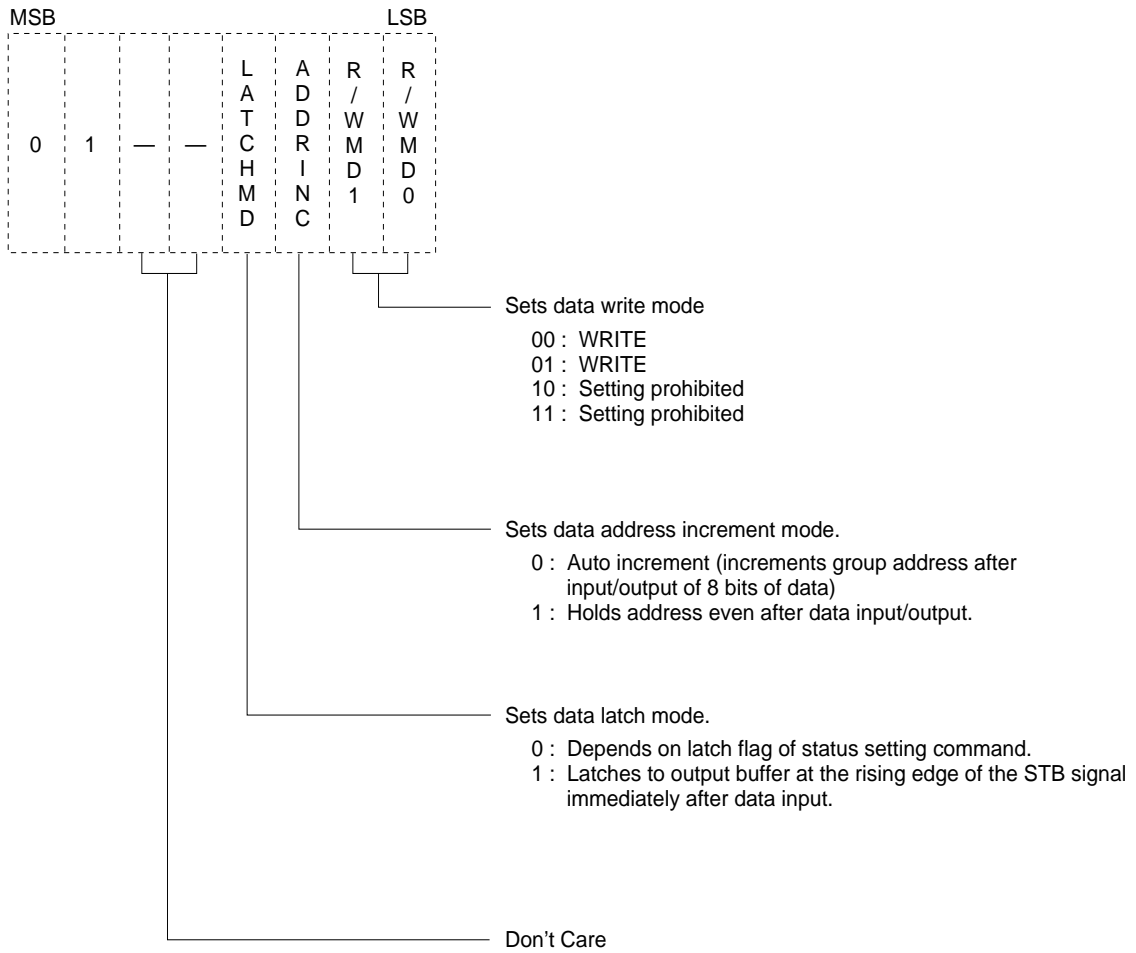 MSB LSB
0 1 — — LATCHMD ADDRINC R/WMD1 R/WMD0
Sets data write mode
00 : WRITE
01 : WRITE
10 : Setting prohibited
11 : Setting prohibited
Sets data address increment mode.
0 : Auto increment (increments group address after
input/output of 8 bits of data)
1 : Holds address even after data input/output.
Sets data latch mode.
0 : Depends on latch flag of status setting command.
1 : Latches to output buffer at the rising edge of the STB signal
immediately after data input.
Don't Care